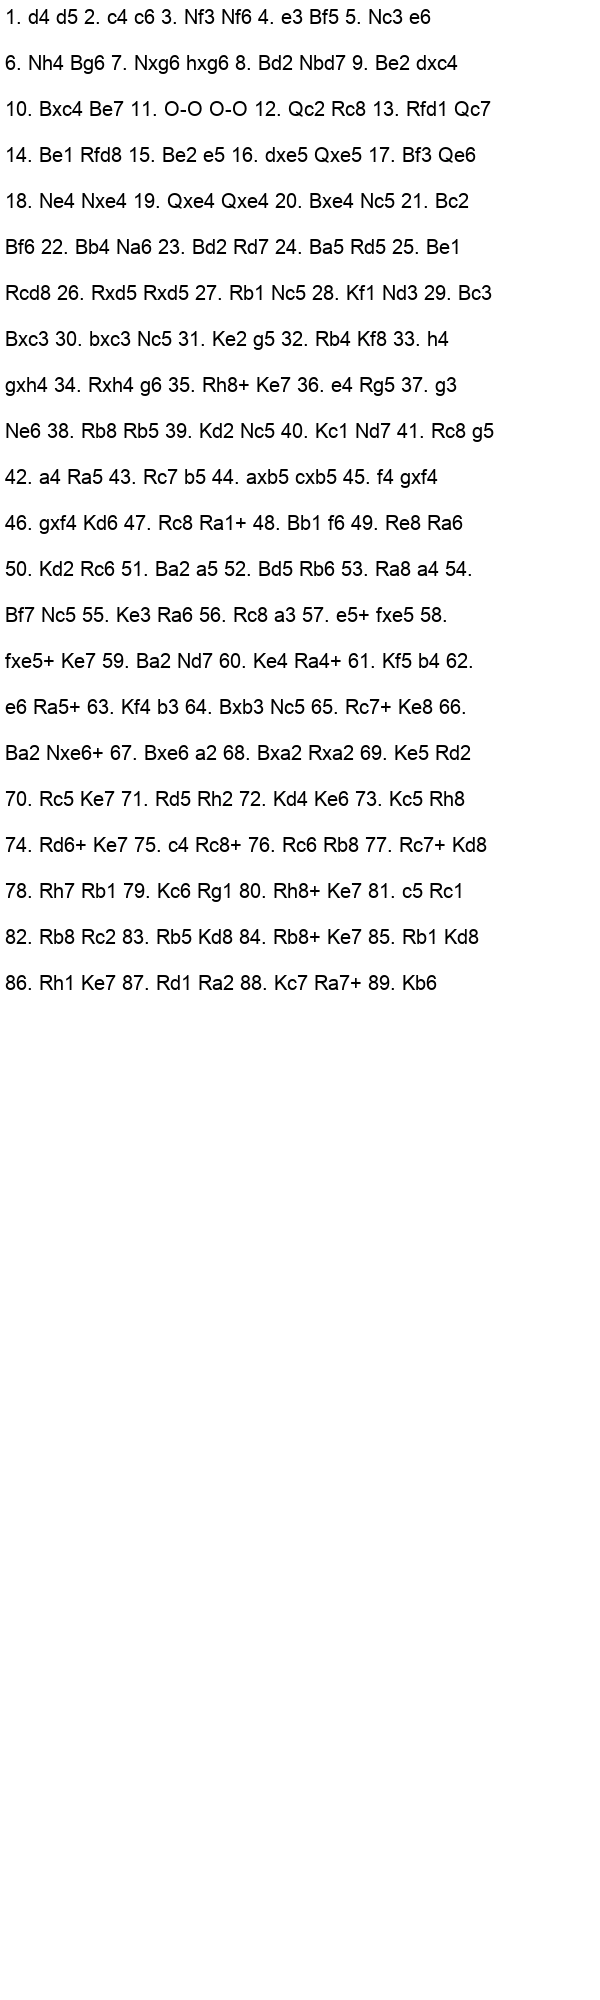 1. d4 d5 2. c4 c6 3. Nf3 Nf6 4. e3 Bf5 5. Nc3 e6
6. Nh4 Bg6 7. Nxg6 hxg6 8. Bd2 Nbd7 9. Be2 dxc4
10. Bxc4 Be7 11. O-O O-O 12. Qc2 Rc8 13. Rfd1 Qc7
14. Be1 Rfd8 15. Be2 e5 16. dxe5 Qxe5 17. Bf3 Qe6
18. Ne4 Nxe4 19. Qxe4 Qxe4 20. Bxe4 Nc5 21. Bc2
Bf6 22. Bb4 Na6 23. Bd2 Rd7 24. Ba5 Rd5 25. Be1
Rcd8 26. Rxd5 Rxd5 27. Rb1 Nc5 28. Kf1 Nd3 29. Bc3
Bxc3 30. bxc3 Nc5 31. Ke2 g5 32. Rb4 Kf8 33. h4
gxh4 34. Rxh4 g6 35. Rh8+ Ke7 36. e4 Rg5 37. g3
Ne6 38. Rb8 Rb5 39. Kd2 Nc5 40. Kc1 Nd7 41. Rc8 g5
42. a4 Ra5 43. Rc7 b5 44. axb5 cxb5 45. f4 gxf4
46. gxf4 Kd6 47. Rc8 Ra1+ 48. Bb1 f6 49. Re8 Ra6
50. Kd2 Rc6 51. Ba2 a5 52. Bd5 Rb6 53. Ra8 a4 54.
Bf7 Nc5 55. Ke3 Ra6 56. Rc8 a3 57. e5+ fxe5 58.
fxe5+ Ke7 59. Ba2 Nd7 60. Ke4 Ra4+ 61. Kf5 b4 62.
e6 Ra5+ 63. Kf4 b3 64. Bxb3 Nc5 65. Rc7+ Ke8 66.
Ba2 Nxe6+ 67. Bxe6 a2 68. Bxa2 Rxa2 69. Ke5 Rd2
70. Rc5 Ke7 71. Rd5 Rh2 72. Kd4 Ke6 73. Kc5 Rh8
74. Rd6+ Ke7 75. c4 Rc8+ 76. Rc6 Rb8 77. Rc7+ Kd8
78. Rh7 Rb1 79. Kc6 Rg1 80. Rh8+ Ke7 81. c5 Rc1
82. Rb8 Rc2 83. Rb5 Kd8 84. Rb8+ Ke7 85. Rb1 Kd8
86. Rh1 Ke7 87. Rd1 Ra2 88. Kc7 Ra7+ 89. Kb6